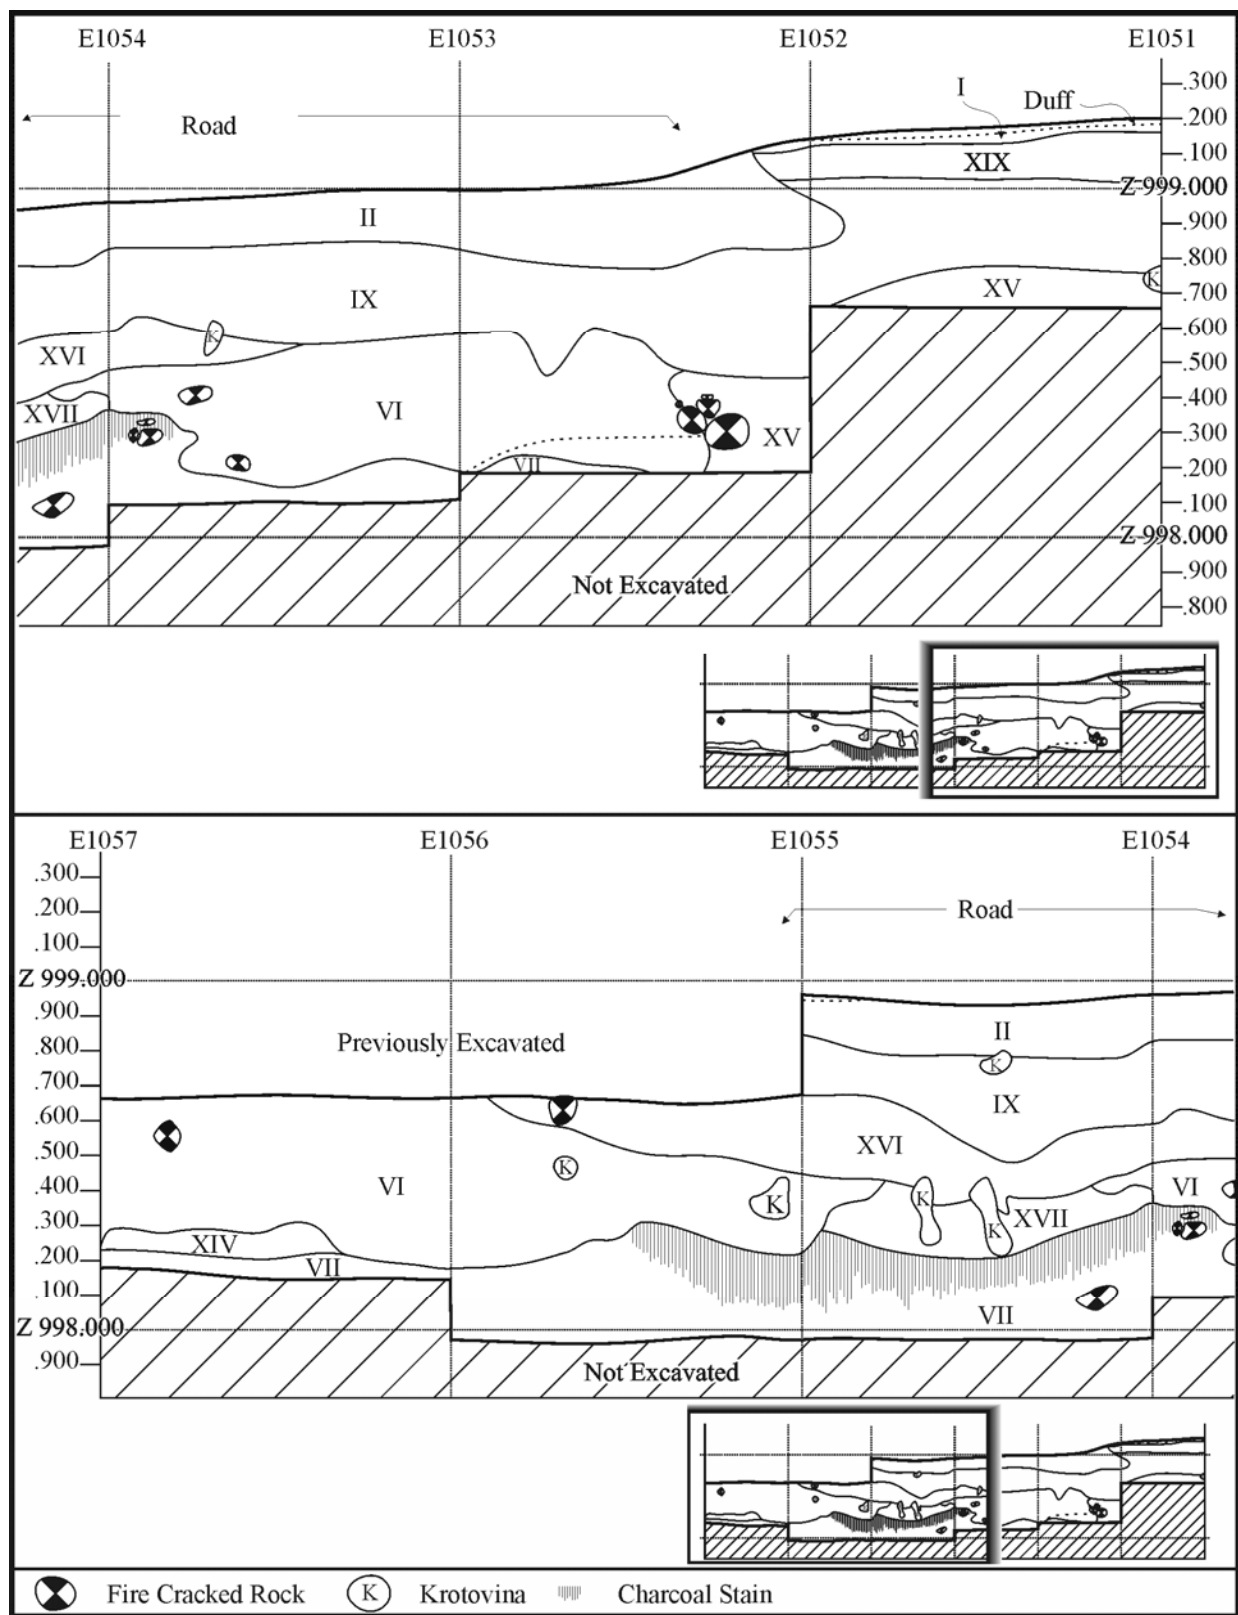 E1054 E1053 E1052 E1051
.300
I Duff
.200
Road
.100
XIX
Z 999.000
II
.900
.800
K
XV
IX
.700
.600
K
XVI
.500
.400
XVII VI
XV
.300
VII
.200
.100
Z 998.000
Not Excavated
.900
.800
E1057 E1056 E1055 E1054
.300
.200
Road
.100
Z 999.000
.900
II
Previously Excavated
.800
K
.700
.600
IX
.500
XVI
K
.400
VI
K K VI
.300
XVII
K
XIV
.200
VII
.100
VII
Z 998.000
.900
Not Excavated
Fire Cracked Rock K Krotovina Charcoal Stain